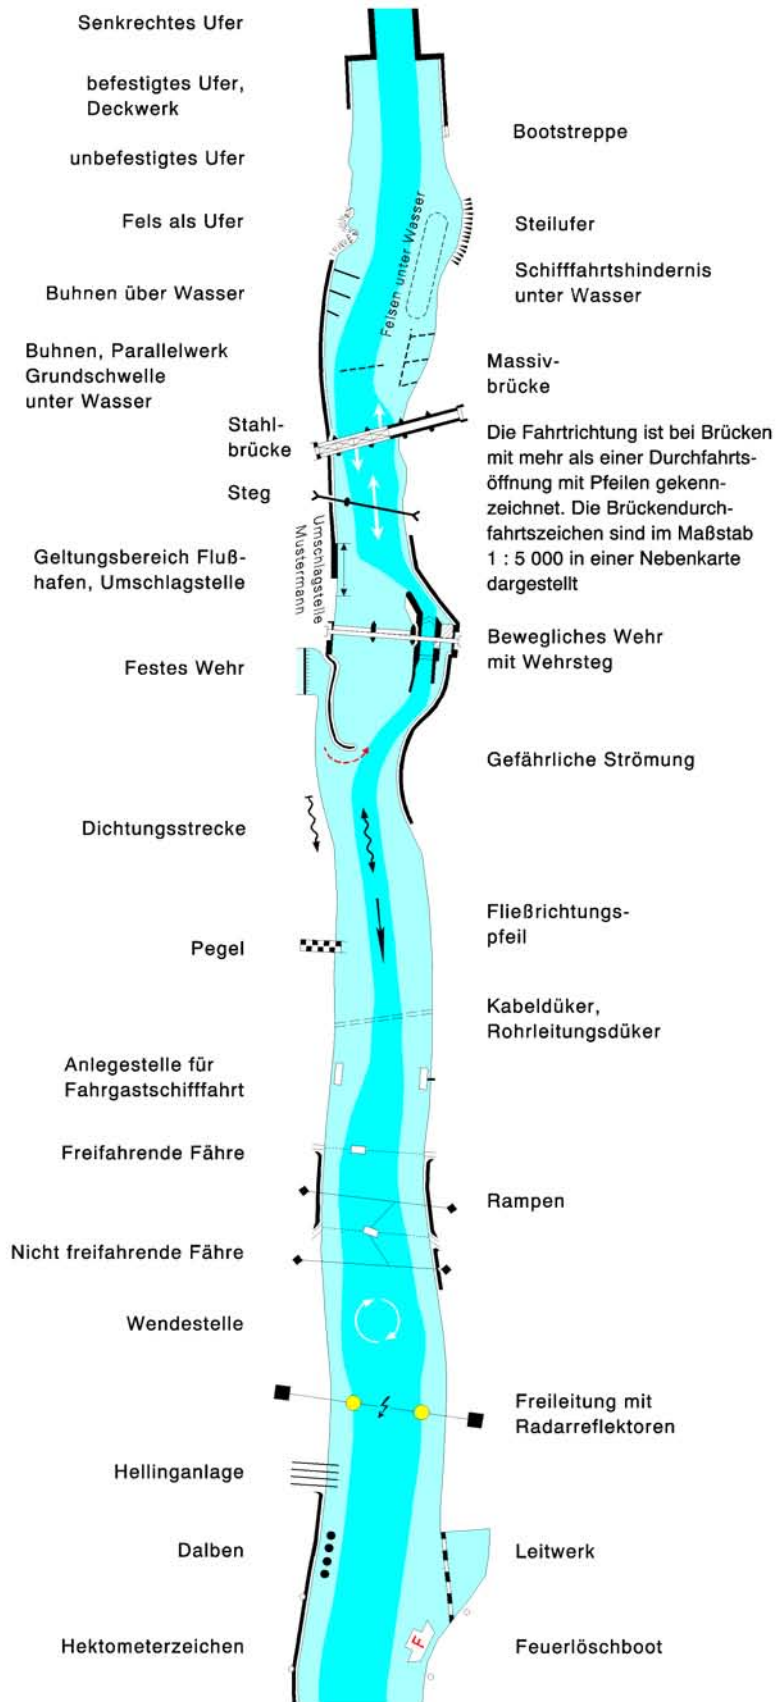 Senkrechtes Ufer
befestigtes Ufer,
Deckwerk
Bootstreppe
unbefestigtes Ufer
Fels als Ufer
Steilufer
Felsen unter Wasser
Schifffahrtshindernis
unter Wasser
Buhnen über Wasser
Buhnen, Parallelwerk
Grundschwelle
unter Wasser
Massiv-
brücke
Stahl-
brücke
Die Fahrtrichtung ist bei Brücken
mit mehr als einer Durchfahrts-
öffnung mit Pfeilen gekenn-
zeichnet. Die Brückendurch-
fahrtszeichen sind im Maßstab
1 : 5 000 in einer Nebenkarte
dargestellt
Steg
Umschlagstelle
Mustermann
Geltungsbereich Fluß-
hafen, Umschlagstelle
Bewegliches Wehr
mit Wehrsteg
Festes Wehr
Gefährliche Strömung
Dichtungsstrecke
Fließrichtungs-
pfeil
Pegel
Kabeldüker,
Rohrleitungsdüker
Anlegestelle für
Fahrgastschifffahrt
Freifahrende Fähre
Rampen
Nicht freifahrende Fähre
Wendestelle
Freileitung mit
Radarreflektoren
Hellinganlage
Dalben
Leitwerk
Hektometerzeichen
F
Feuerlöschboot